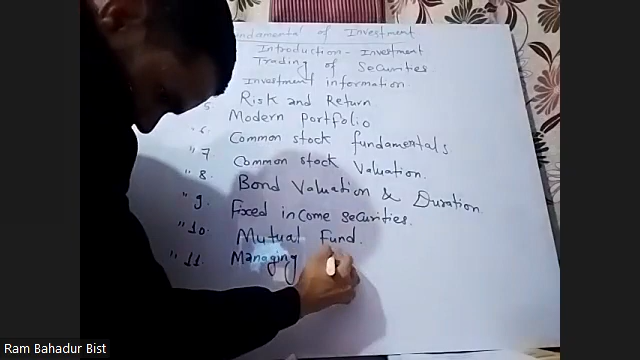 undamental of Investment
Introduction - Investment
Trading of Securities
Investment information.
5. Risk and Return
" 6. Modern portfolio
" 7. Common stock fundamentals
" 8. Common stock Valuation.
" 9. Bond Valuation & Duration.
" 10. Fixed income securities.
" 11. Mutual Fund.
Managing
Ram Bahadur Bist